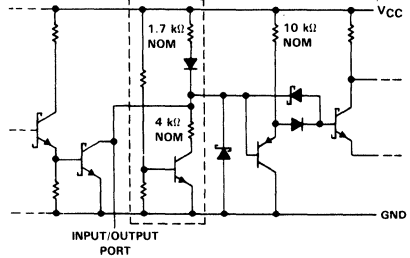 VCC
1.7 kΩ
NOM
10 kΩ
NOM
4 kΩ
NOM
GND
INPUT/OUTPUT
PORT